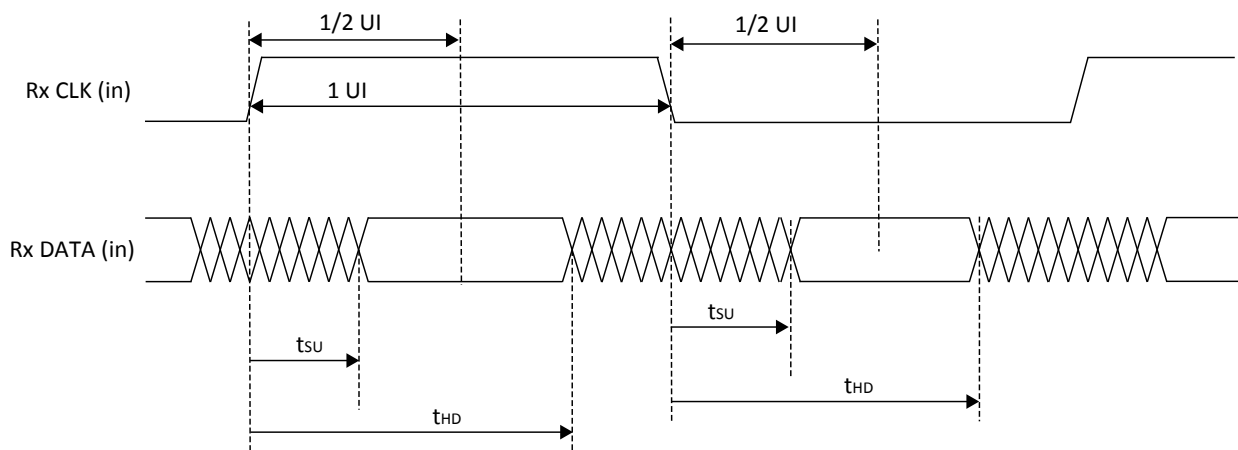 1/2 UI
1/2 UI
Rx CLK (in)
1 UI
Rx DATA (in)
tSU
tSU
tHD
tHD